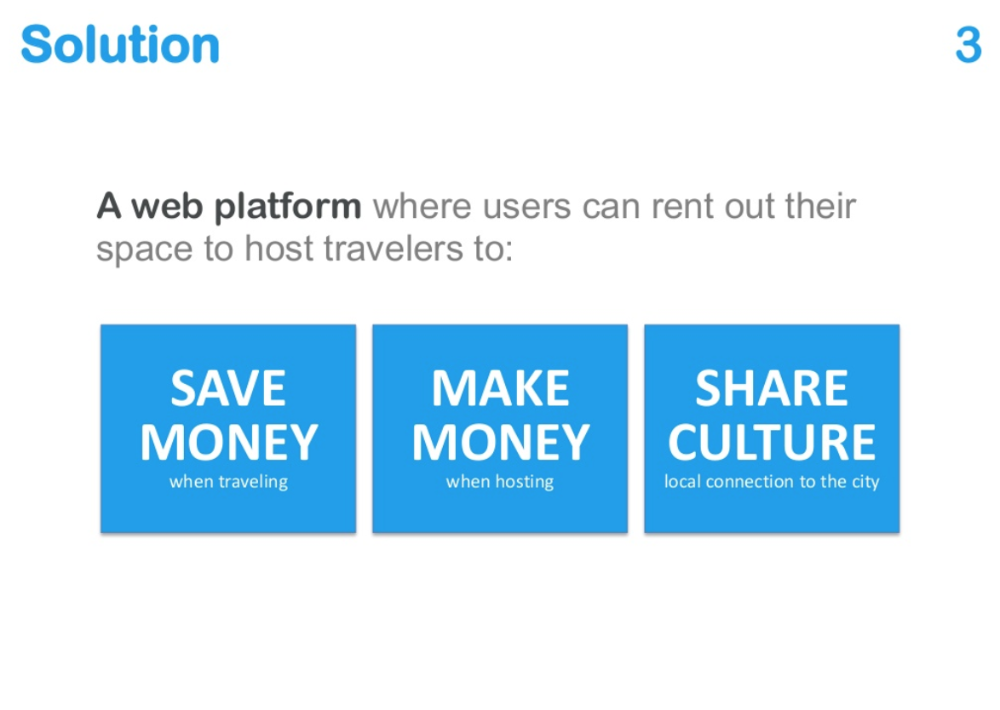 Solution
3
A web platform where users can rent out their
space to host travelers to:
SAVE
MONEY
when traveling
MAKE
MONEY
when hosting
SHARE
CULTURE
local connection to the city